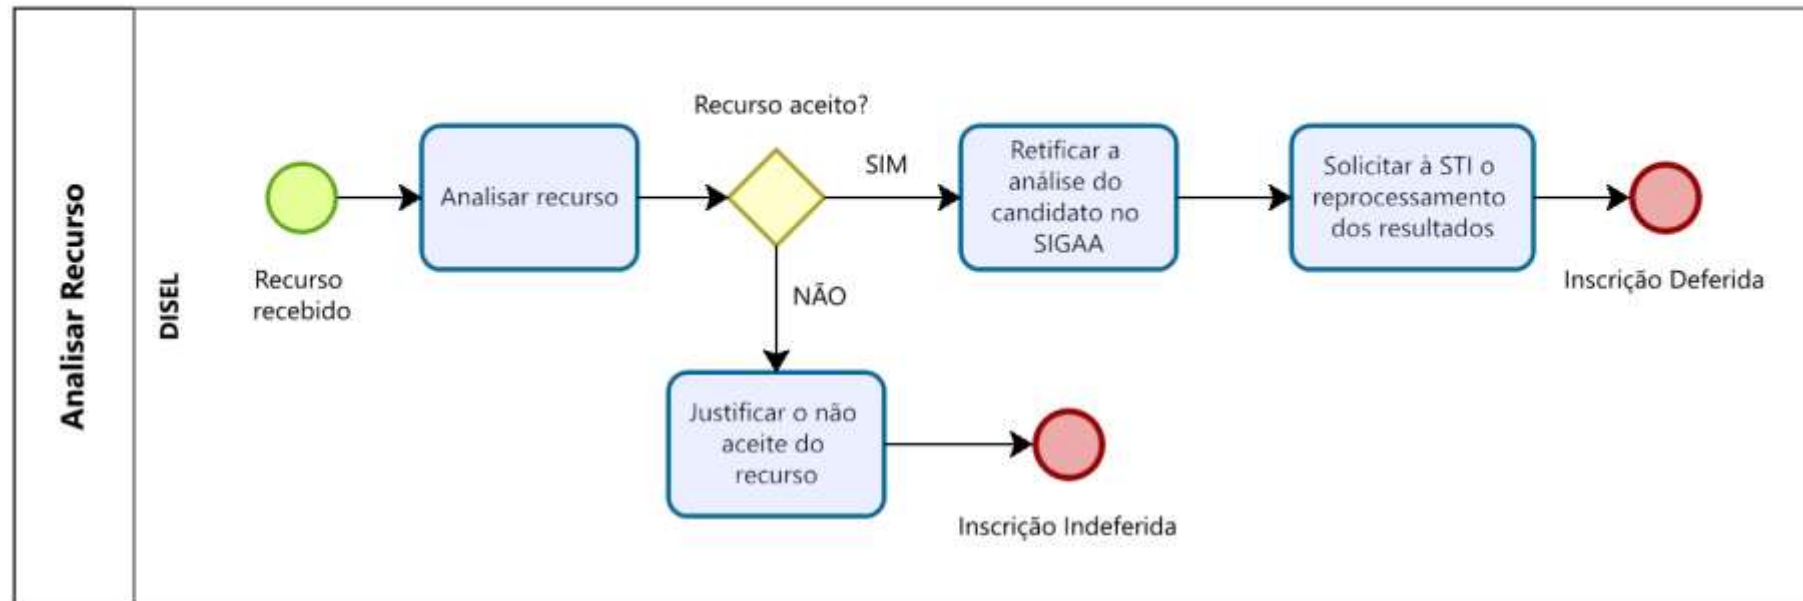 Analisar Recurso
DISEL
Recurso
recebido
Analisar recurso
Recurso aceito?
SIM
NÃO
Retificar a
análise do
candidato no
SIGAA
Solicitar à STI o
reprocessamento
dos resultados
Inscrição Deferida
Justificar o não
aceite do
recurso
Inscrição Indeferida